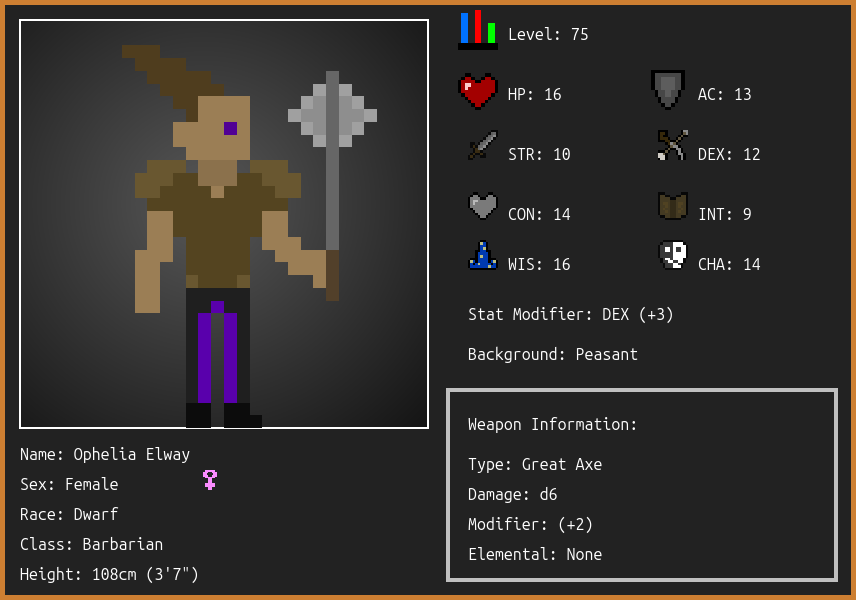 Level: 75
HP: 16
AC: 13
STR: 10
DEX: 12
CON: 14
INT: 9
WIS: 16
CHA: 14
Stat Modifier: DEX (+3)
Background: Peasant
Weapon Information:
Type: Great Axe
Damage: d6
Modifier: (+2)
Elemental: None
Name: Ophelia Elway
Sex: Female
Race: Dwarf
Class: Barbarian
Height: 108cm (3'7")